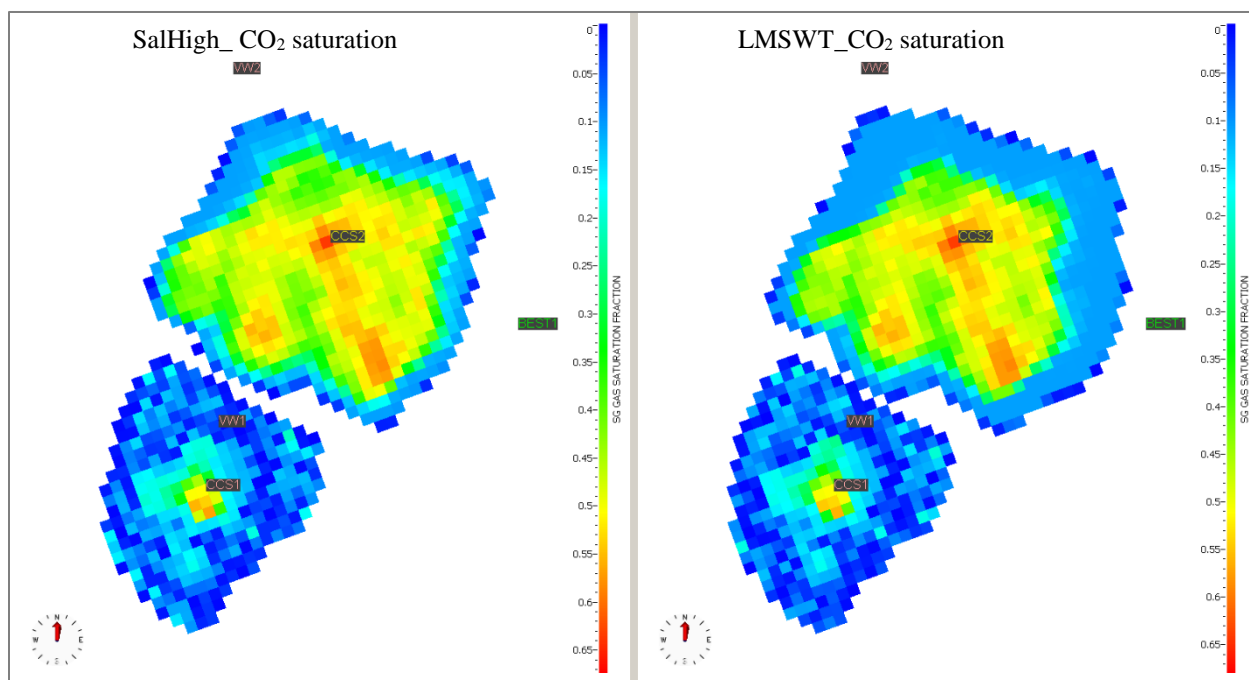 SalHigh_ CO₂ saturation
VW2
CCS2
BEST1
VW1
CCS1
N
W E
S
0
0.05
0.1
0.15
0.2
0.25
0.3
0.35
0.4
0.45
0.5
0.55
0.6
0.65
SG GAS SATURATION FRACTION
LMSWT_CO₂ saturation
VW2
CCS2
BEST1
VW1
CCS1
N
W E
S
0
0.05
0.1
0.15
0.2
0.25
0.3
0.35
0.4
0.45
0.5
0.55
0.6
0.65
SG GAS SATURATION FRACTION